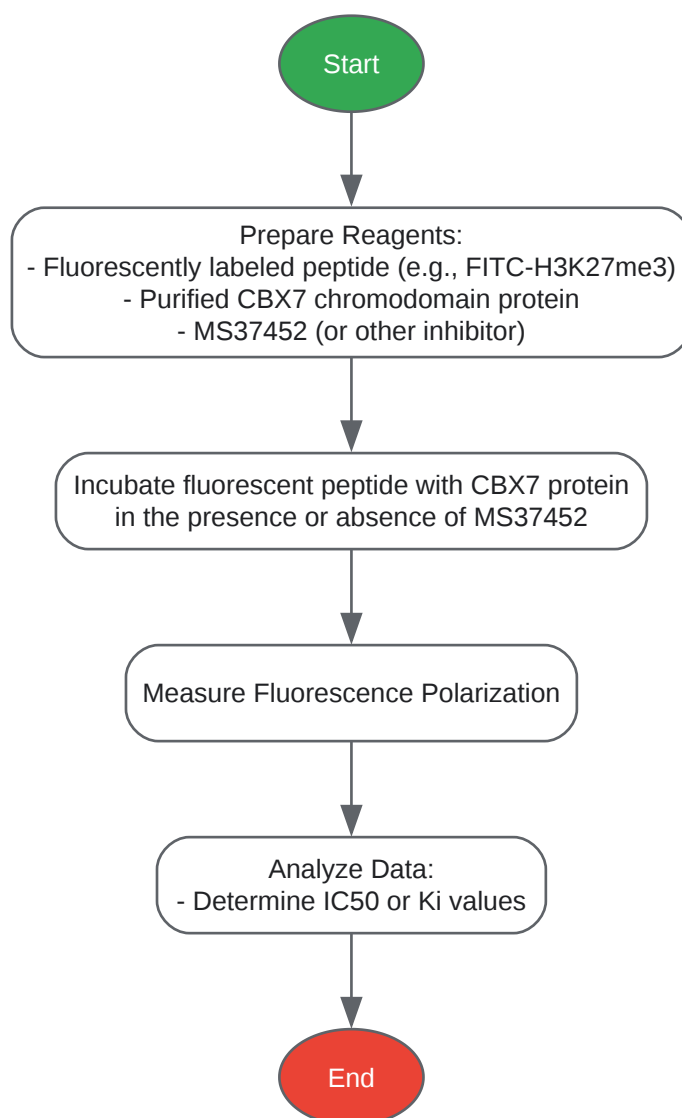 Start
Prepare Reagents:
- Fluorescently labeled peptide (e.g., FITC-H3K27me3)
- Purified CBX7 chromodomain protein
- MS37452 (or other inhibitor)
Incubate fluorescent peptide with CBX7 protein
in the presence or absence of MS37452
Measure Fluorescence Polarization
Analyze Data:
- Determine IC50 or Ki values
End